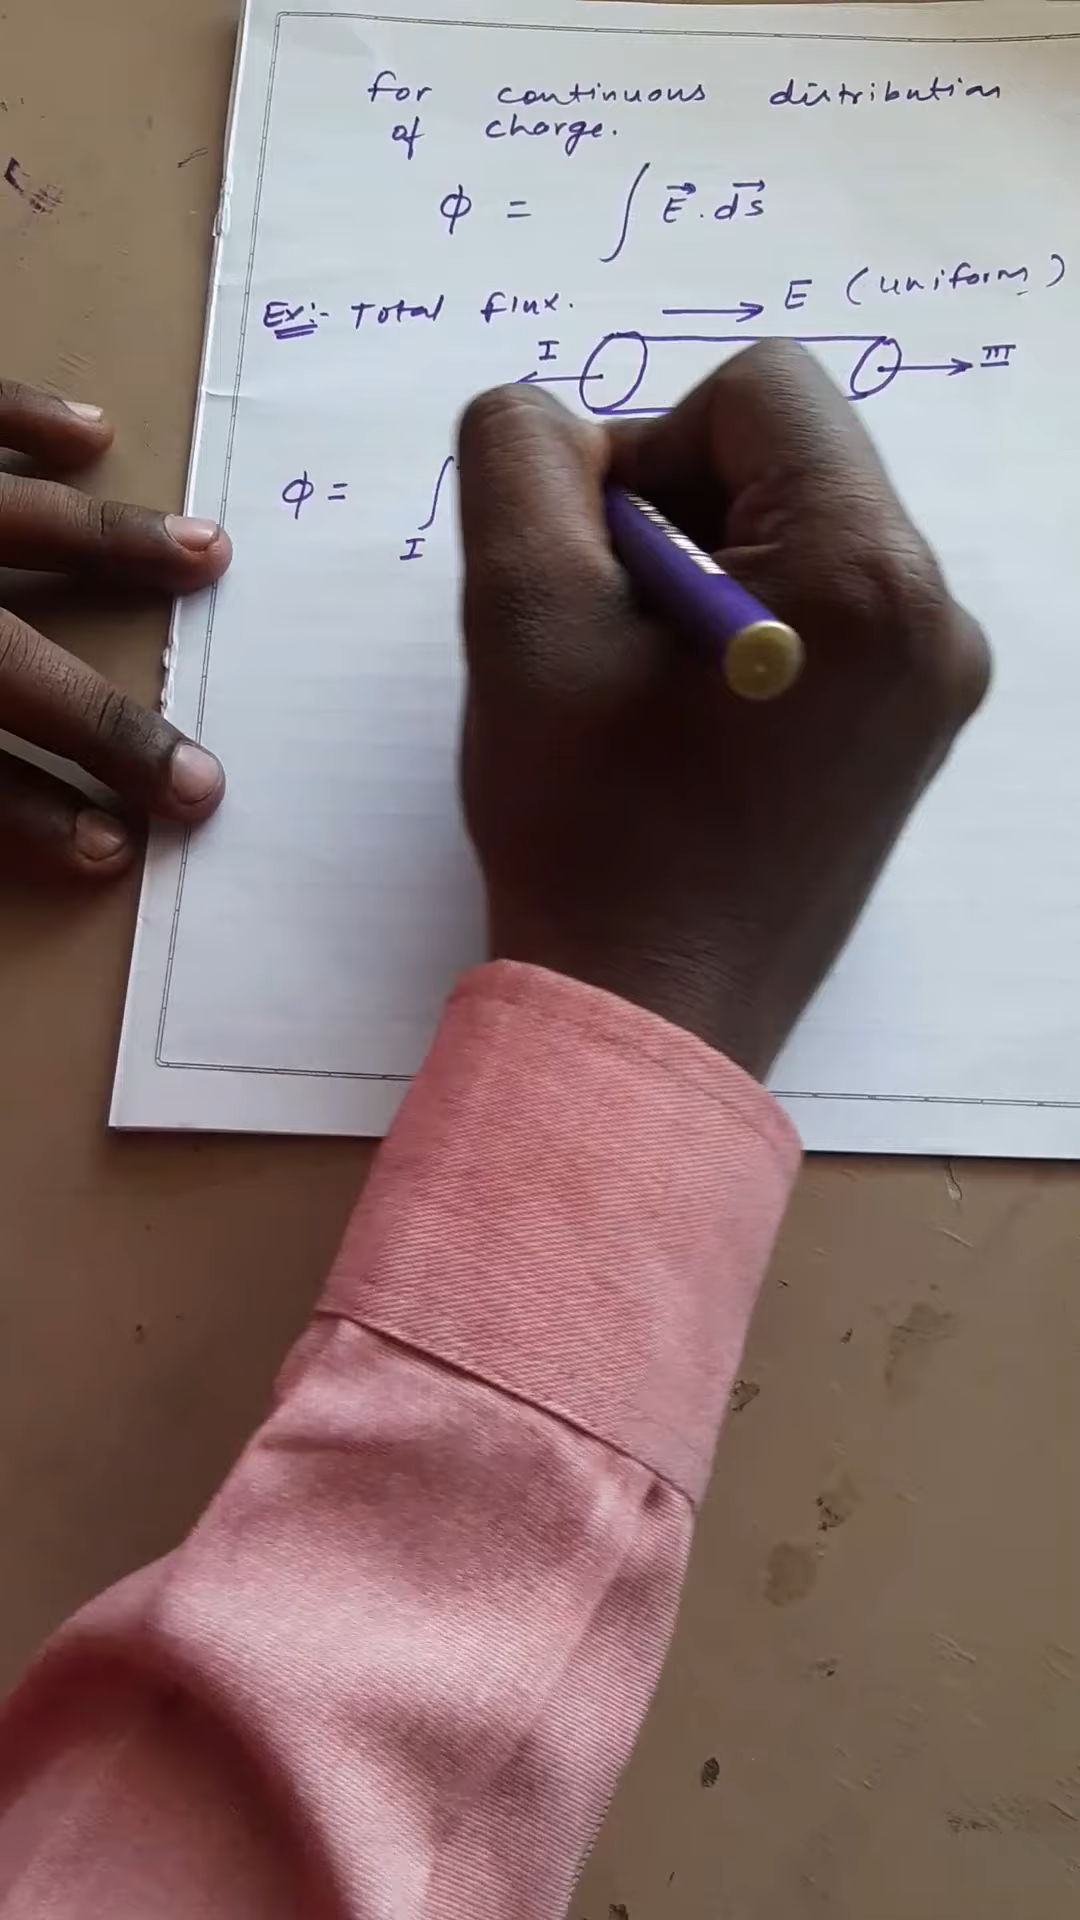 for continuous distribution
of charge.
φ = ∫ E⃗ . ds⃗
Ex:- Total flux. → E (uniform)
I III
φ = ∫
I